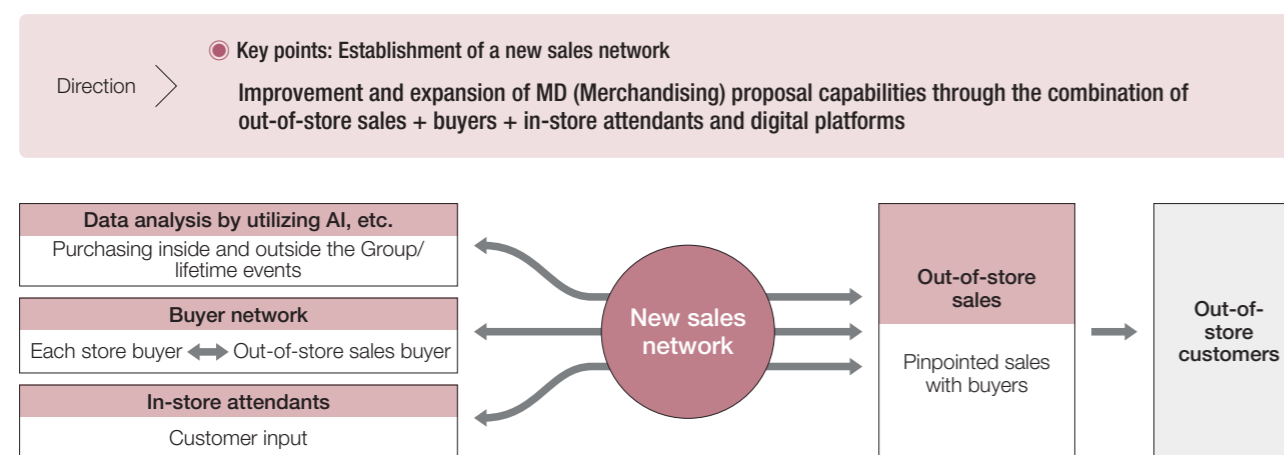 Key points: Establishment of a new sales network
Direction
Improvement and expansion of MD (Merchandising) proposal capabilities through the combination of
out-of-store sales + buyers + in-store attendants and digital platforms
Data analysis by utilizing AI, etc.
Purchasing inside and outside the Group/
lifetime events
Buyer network
Each store buyer Out-of-store sales buyer
In-store attendants
Customer input
New sales
network
Out-of-store
sales
Pinpointed sales
with buyers
Out-of-
store
customers